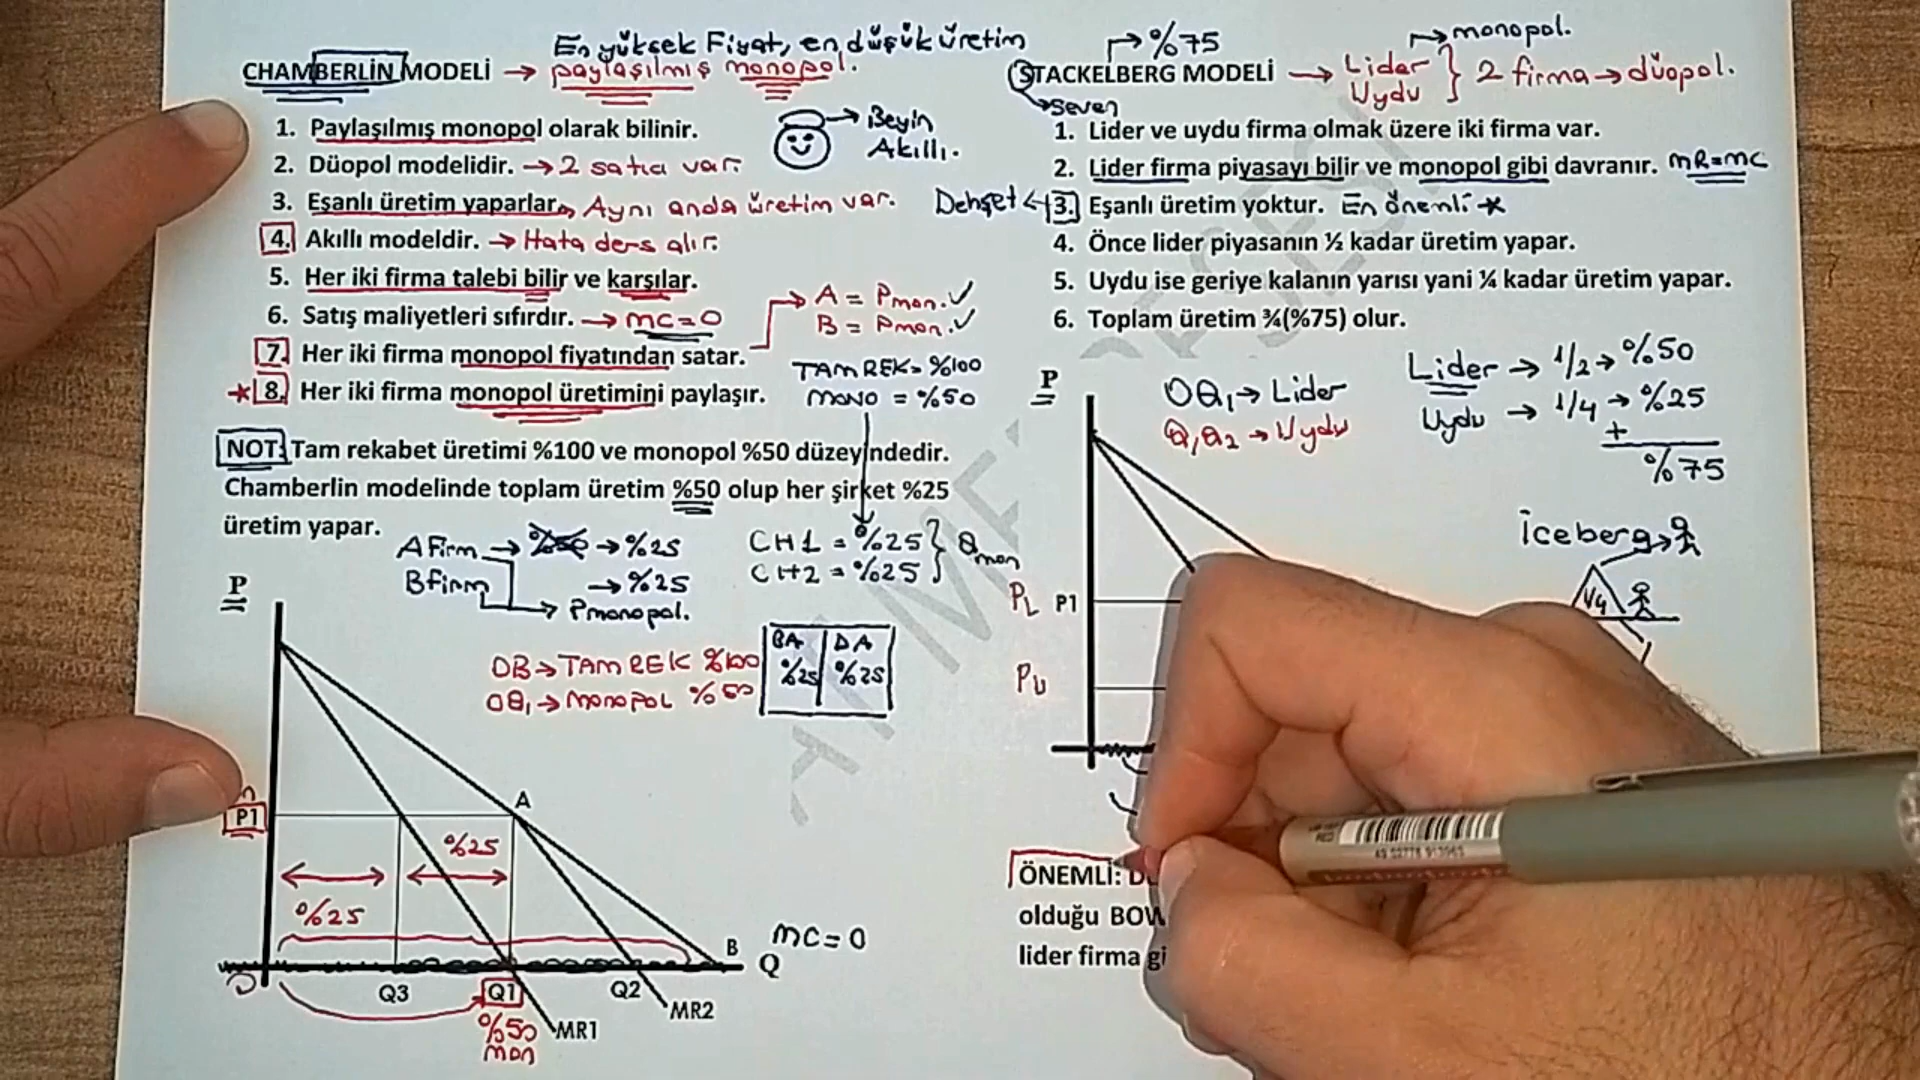 En yüksek Fiyat, en düşük üretim
CHAMBERLİN MODELİ → paylaşılmış monopol.
1. Paylaşılmış monopol olarak bilinir.
→ Beyin
Akıllı.
2. Düopol modelidir. → 2 satıcı var.
3. Eşanlı üretim yaparlar → Aynı anda üretim var.
4. Akıllı modeldir. → Hata ders alır.
5. Her iki firma talebi bilir ve karşılar.
6. Satış maliyetleri sıfırdır. → mc=0
→ A = Pmon. ✓
B = Pmon. ✓
7. Her iki firma monopol fiyatından satar.
8. Her iki firma monopol üretimini paylaşır.
TAM REK= %100
MONO = %50
NOT: Tam rekabet üretimi %100 ve monopol %50 düzeyindedir.
Chamberlin modelinde toplam üretim %50 olup her şirket %25
üretim yapar.
A Firm → %50 → %25
B firm → %25
→ Pmonopol.
CH1 = %25 } Qmon
CH2 = %25
OB → TAM REK %100
OQ1 → MONOPOL %50
BA DA
%25 %25
P
A
P1
%25
%25
B
Q
MC=0
O
Q3
Q1
Q2
MR2
%50
MR1
mon
→ %75
→ monopol.
STACKELBERG MODELİ → Lider } 2 firma → düopol.
Uydu
→ Seven
1. Lider ve uydu firma olmak üzere iki firma var.
2. Lider firma piyasayı bilir ve monopol gibi davranır. MR=MC
Dehşet ← 3. Eşanlı üretim yoktur. En önemli *
4. Önce lider piyasanın ½ kadar üretim yapar.
5. Uydu ise geriye kalanın yarısı yani ¼ kadar üretim yapar.
6. Toplam üretim ¾(%75) olur.
P
OQ1 → Lider
Q1Q2 → Uydu
Lider → 1/2 → %50
Uydu → 1/4 → %25
+
%75
İceberg →
1/4
PL P1
PU
ÖNEMLİ:
olduğu
lider firma